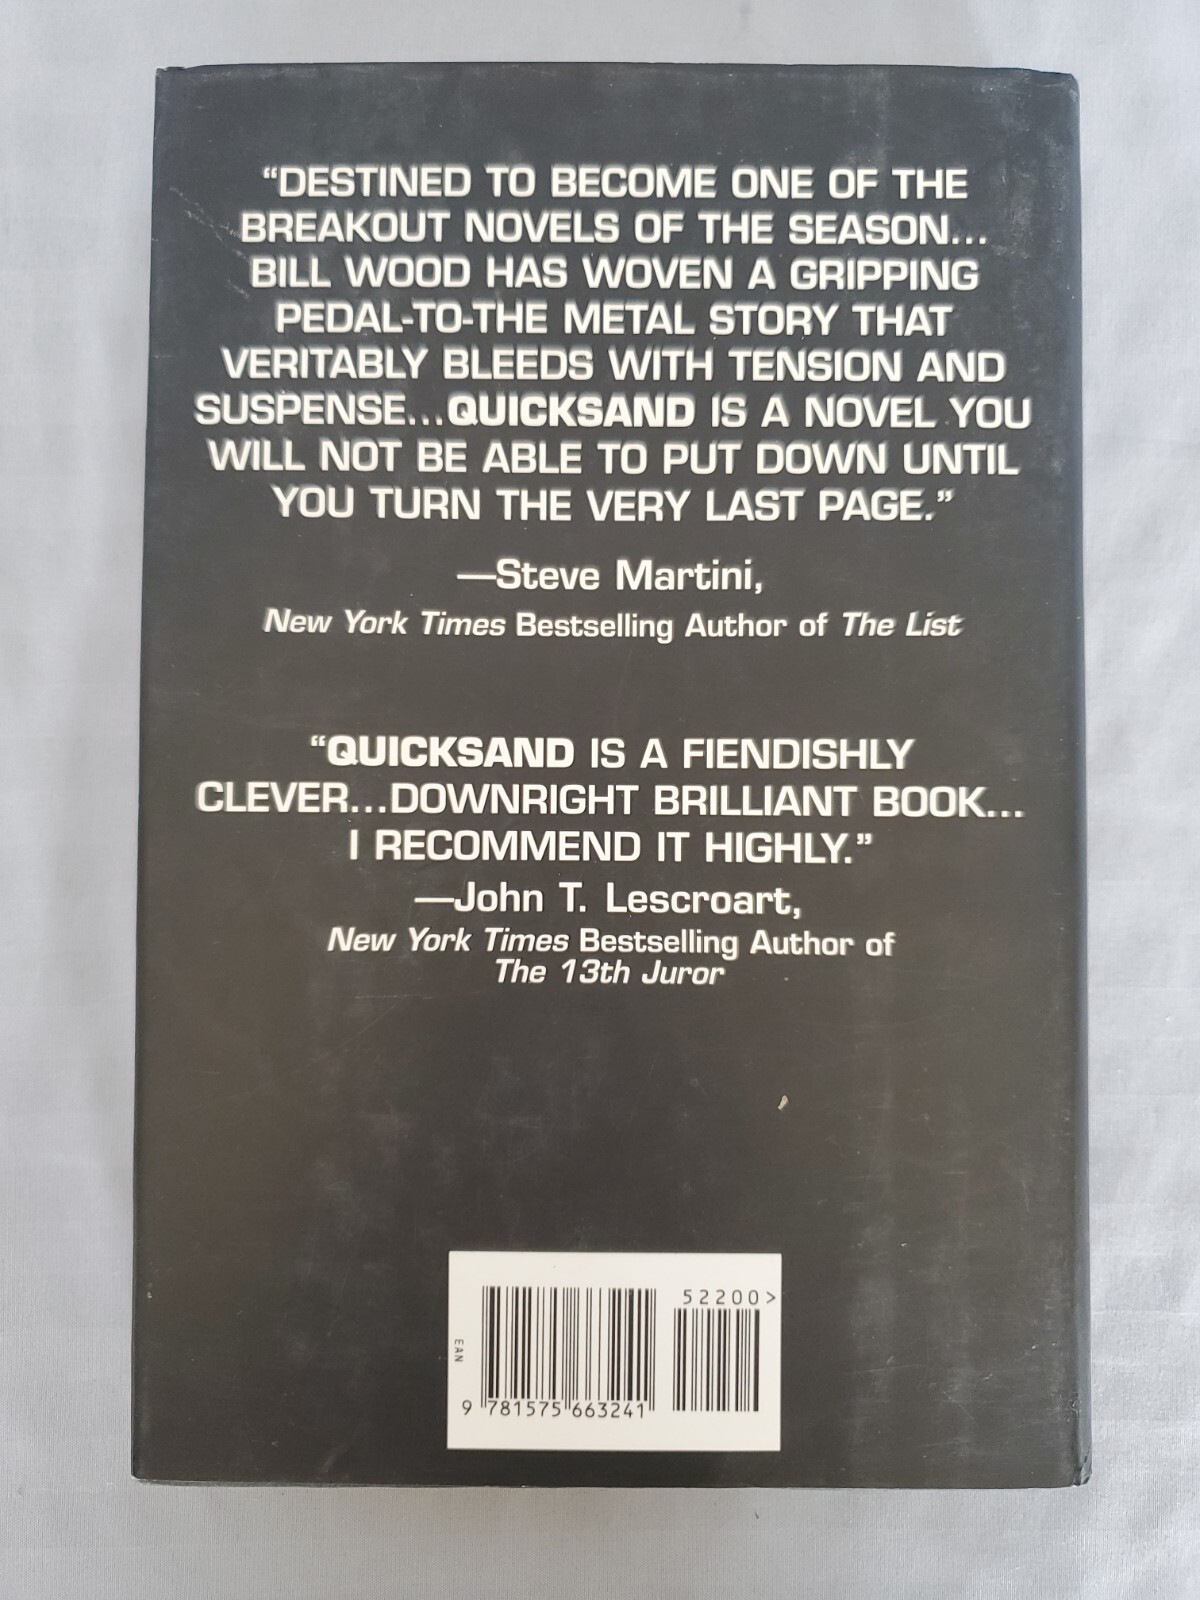 “DESTINED TO BECOME ONE OF THE
BREAKOUT NOVELS OF THE SEASON...
BILL WOOD HAS WOVEN A GRIPPING
PEDAL-TO-THE METAL STORY THAT
VERITABLY BLEEDS WITH TENSION AND
SUSPENSE...QUICKSAND IS A NOVEL YOU
WILL NOT BE ABLE TO PUT DOWN UNTIL
YOU TURN THE VERY LAST PAGE.”
—Steve Martini,
New York Times Bestselling Author of The List
“QUICKSAND IS A FIENDISHLY
CLEVER...DOWNRIGHT BRILLIANT BOOK...
I RECOMMEND IT HIGHLY.”
—John T. Lescroart,
New York Times Bestselling Author of
The 13th Juror
52200>
EAN
9 781575 663241